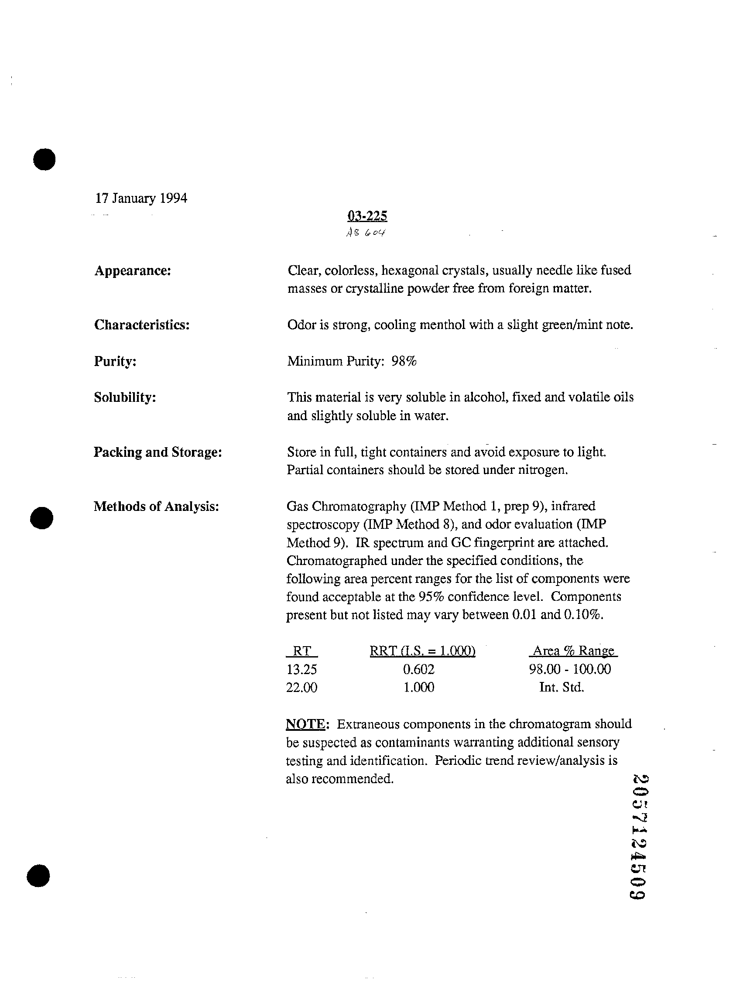 17 January 1994
03-225
AB 604
Appearance: Clear, colorless, hexagonal crystals, usually needle like fused
masses or crystalline powder free from foreign matter.
Characteristics: Odor is strong, cooling menthol with a slight green/mint note.
Purity: Minimum Purity: 98%
Solubility: This material is very soluble in alcohol, fixed and volatile oils
and slightly soluble in water.
Packing and Storage: Store in full, tight containers and avoid exposure to light.
Partial containers should be stored under nitrogen.
Methods of Analysis: Gas Chromatography (IMP Method 1, prep 9), infrared
spectroscopy (IMP Method 8), and odor evaluation (IMP
Method 9). IR spectrum and GC fingerprint are attached.
Chromatographed under the specified conditions, the
following area percent ranges for the list of components were
found acceptable at the 95% confidence level. Components
present but not listed may vary between 0.01 and 0.10%.
RT RRT (I.S. = 1.000) Area % Range
13.25 0.602 98.00 - 100.00
22.00 1.000 Int. Std.
NOTE: Extraneous components in the chromatogram should
be suspected as contaminants warranting additional sensory
testing and identification. Periodic trend review/analysis is
also recommended.
2057124509